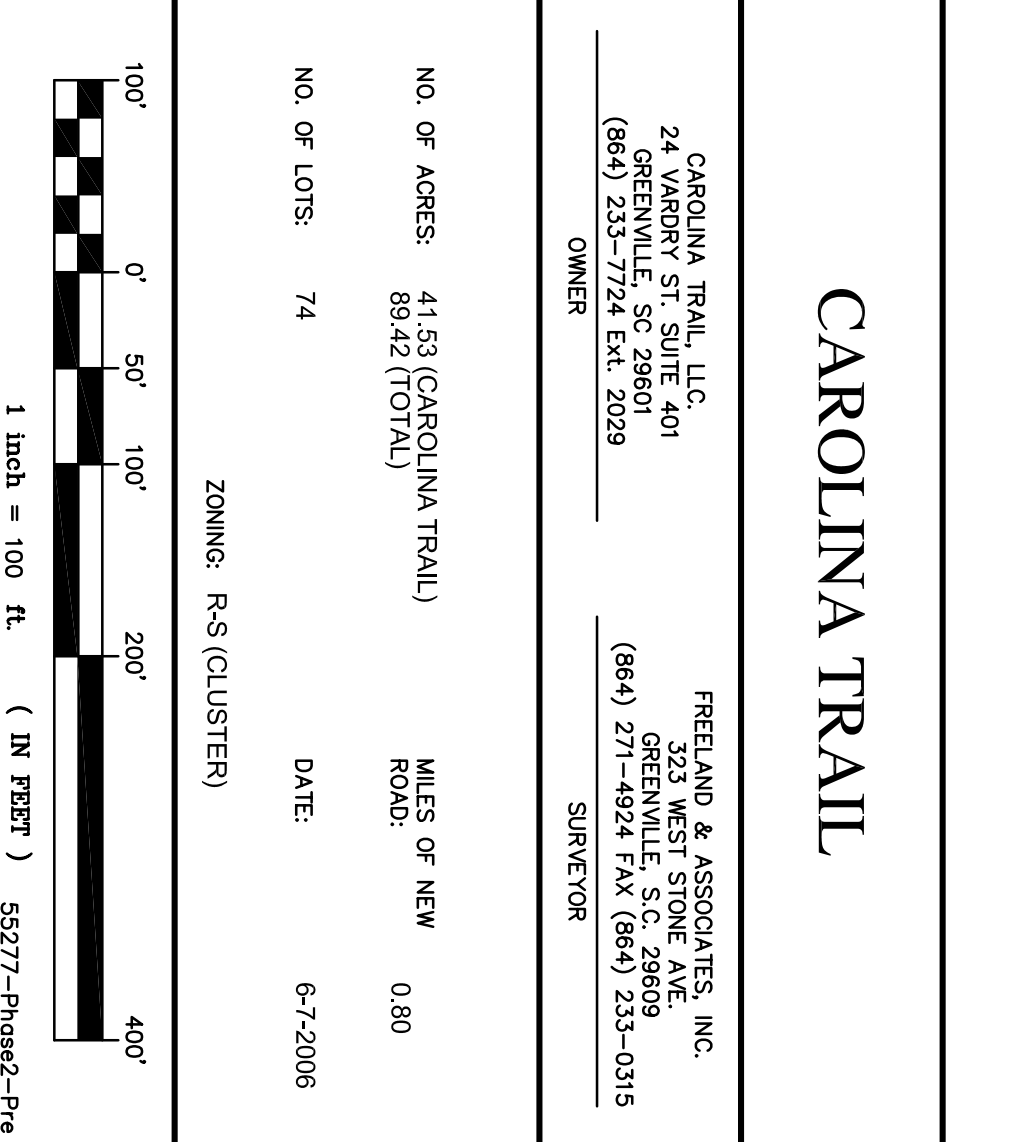 CAROLINA TRAIL
CAROLINA TRAIL, LLC.
24 VARDRY ST. SUITE 401
GREENVILLE, SC 29601
(864) 233-7724 Ext. 2029
OWNER
FREELAND & ASSOCIATES, INC.
323 WEST STONE AVE.
GREENVILLE, S.C. 29609
(864) 271-4924 FAX (864) 233-0315
SURVEYOR
NO. OF ACRES: 41.53 (CAROLINA TRAIL)
89.42 (TOTAL)
MILES OF NEW
ROAD: 0.80
NO. OF LOTS: 74
DATE: 6-7-2006
ZONING: R-S (CLUSTER)
100' 0' 50' 100' 200' 400'
1 inch = 100 ft. ( IN FEET ) 55277-Phase2-Pre